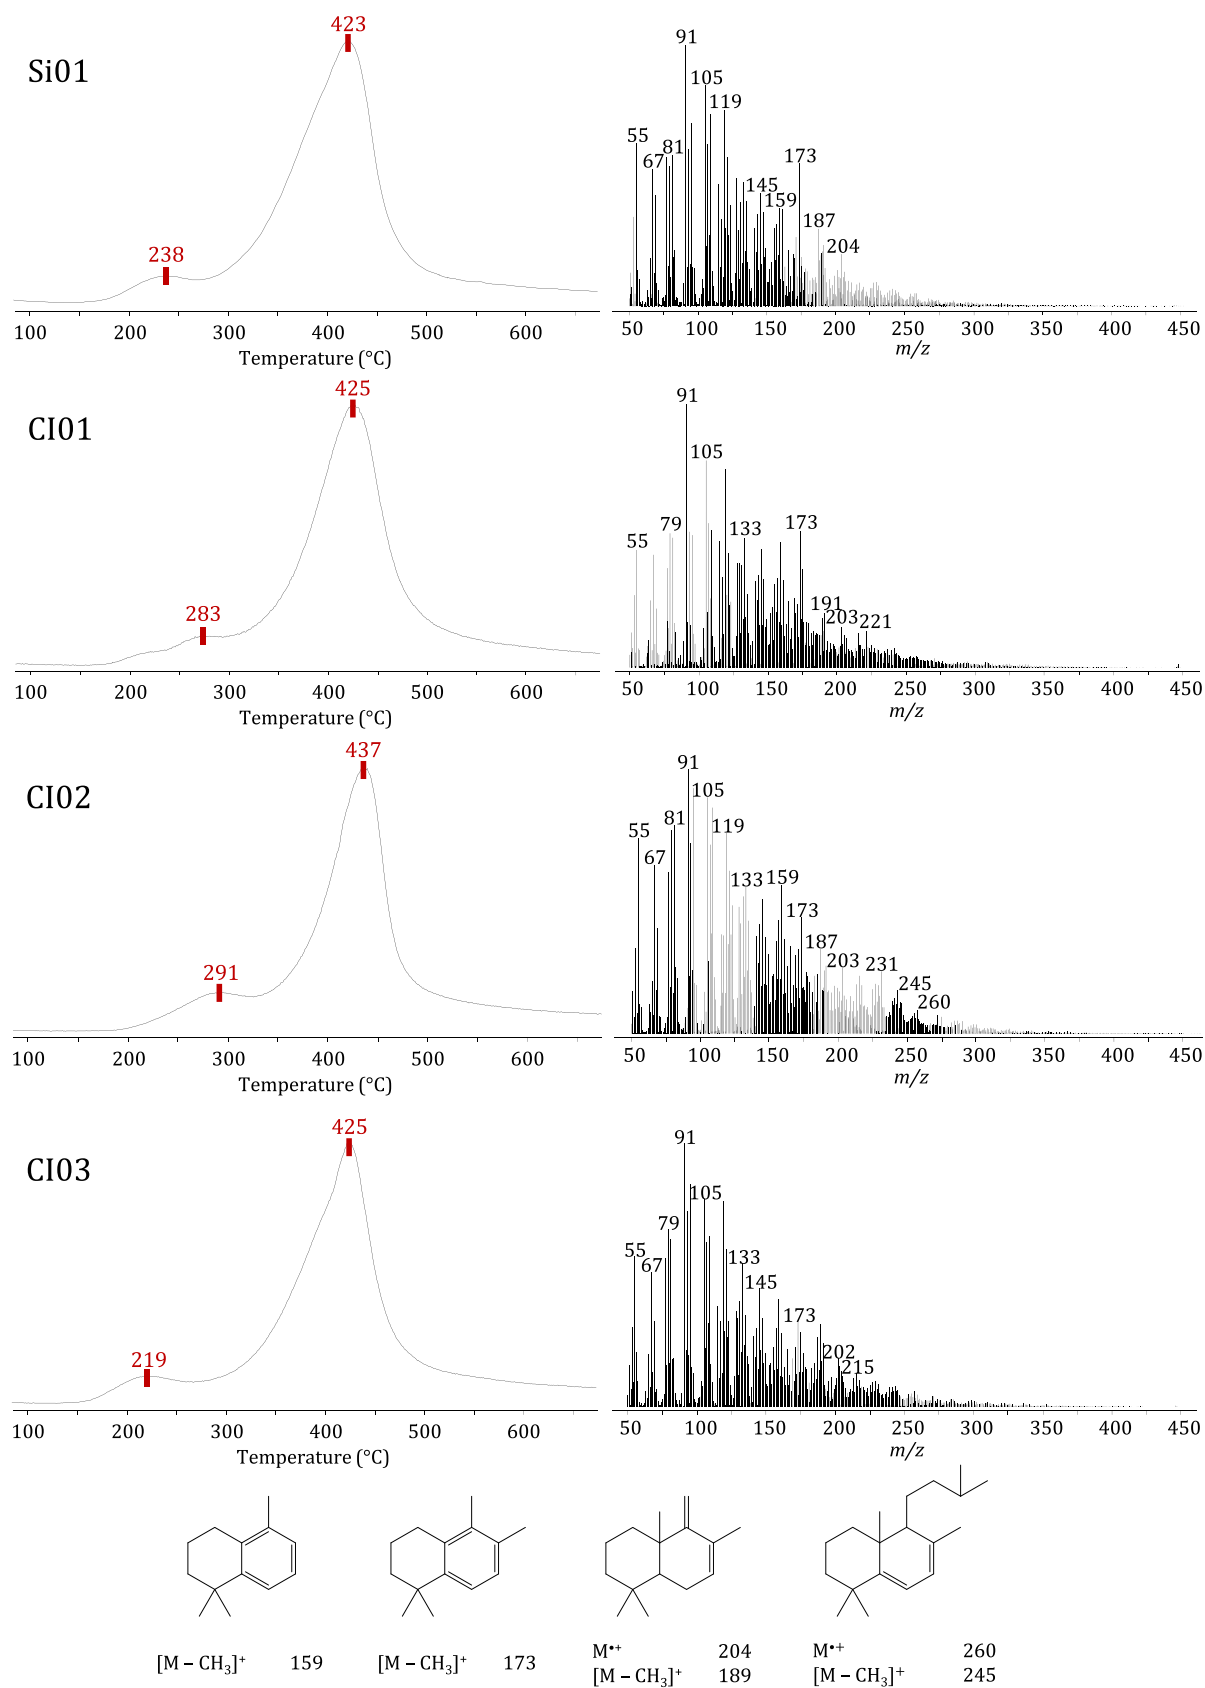 423
Si01
238
100 200 300 400 500 600
Temperature (°C)
91
105
119
55
67
81
145
159
173
187
204
50 100 150 200 250 300 350 400 450
m/z
425
CI01
283
100 200 300 400 500 600
Temperature (°C)
91
105
55
79
133
173
191
203
221
50 100 150 200 250 300 350 400 450
m/z
437
CI02
291
100 200 300 400 500 600
Temperature (°C)
91
105
55
81
119
67
133
159
173
187
203
231
245
260
50 100 150 200 250 300 350 400 450
m/z
425
CI03
219
100 200 300 400 500 600
Temperature (°C)
91
105
79
55
67
133
145
173
202
215
50 100 150 200 250 300 350 400 450
m/z
[M – CH₃]⁺ 159
[M – CH₃]⁺ 173
M•⁺ 204
[M – CH₃]⁺ 189
M•⁺ 260
[M – CH₃]⁺ 245